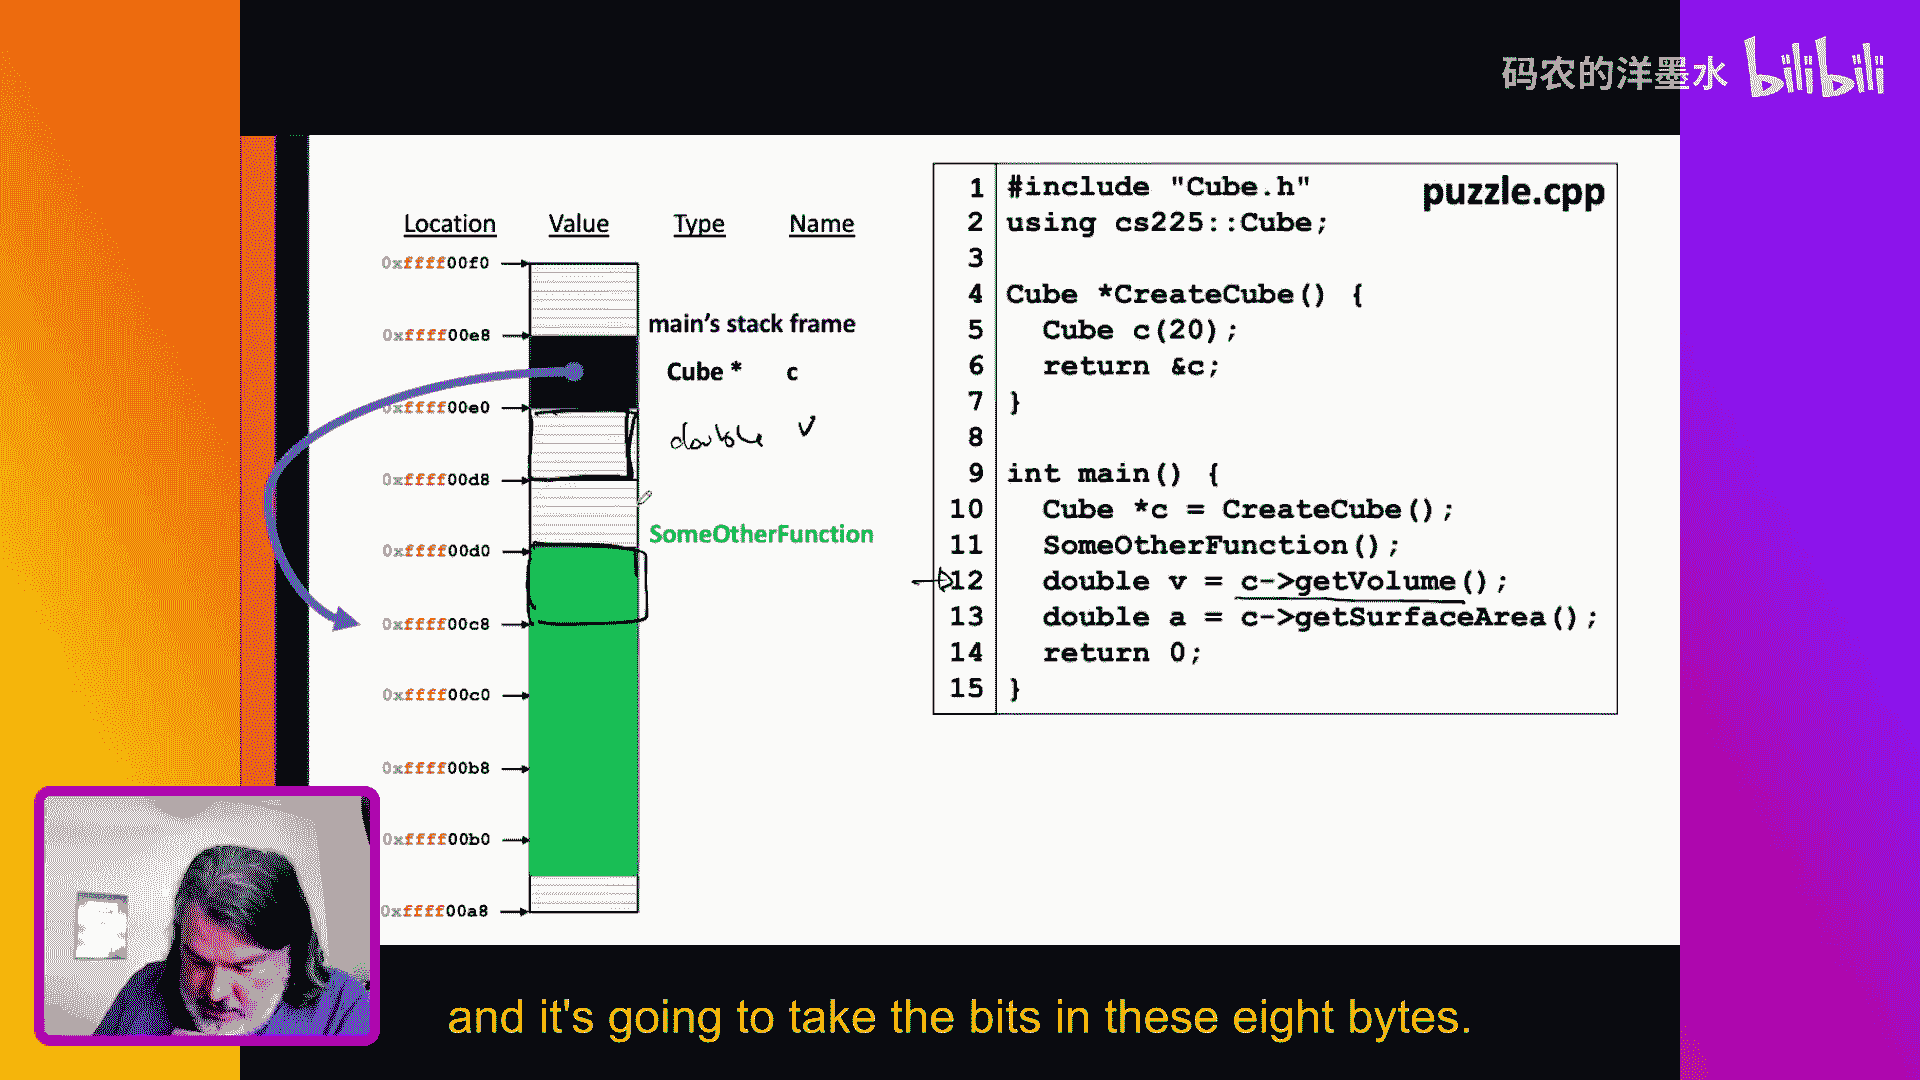 码农的洋墨水 bilibili
Location Value Type Name
0xffff00f0
0xffff00e8
main's stack frame
Cube * c
0xffff00e0
double v
0xffff00d8
SomeOtherFunction
0xffff00d0
0xffff00c8
0xffff00c0
0xffff00b8
0xffff00b0
0xffff00a8
puzzle.cpp
1 #include "Cube.h"
2 using cs225::Cube;
3
4 Cube *CreateCube() {
5 Cube c(20);
6 return &c;
7 }
8
9 int main() {
10 Cube *c = CreateCube();
11 SomeOtherFunction();
12 double v = c->getVolume();
13 double a = c->getSurfaceArea();
14 return 0;
15 }
and it's going to take the bits in these eight bytes.